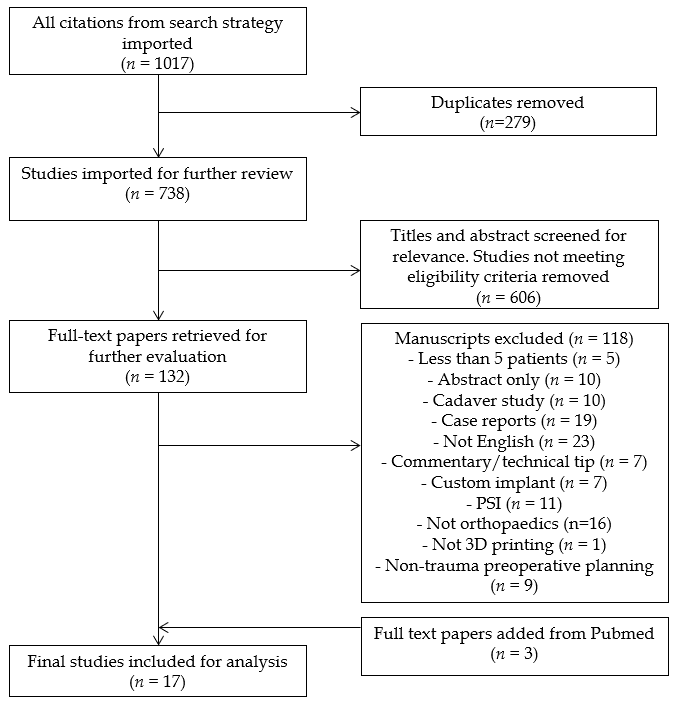 All citations from search strategy
imported
(n = 1017)
Duplicates removed
(n=279)
Studies imported for further review
(n = 738)
Titles and abstract screened for
relevance. Studies not meeting
eligibility criteria removed
(n = 606)
Full-text papers retrieved for
further evaluation
(n = 132)
Manuscripts excluded (n = 118)
- Less than 5 patients (n = 5)
- Abstract only (n = 10)
- Cadaver study (n = 10)
- Case reports (n = 19)
- Not English (n = 23)
- Commentary/technical tip (n = 7)
- Custom implant (n = 7)
- PSI (n = 11)
- Not orthopaedics (n=16)
- Not 3D printing (n = 1)
- Non-trauma preoperative planning
(n = 9)
Full text papers added from Pubmed
(n = 3)
Final studies included for analysis
(n = 17)